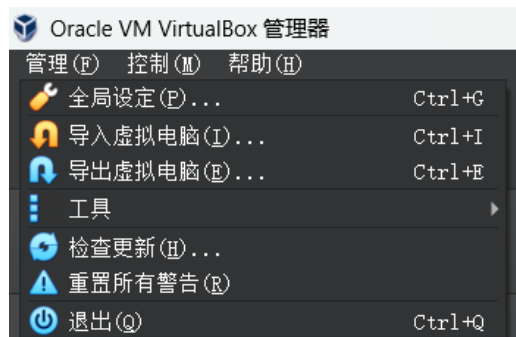 Oracle VM VirtualBox 管理器
管理(F) 控制(M) 帮助(H)
全局设定(P)... Ctrl+G
导入虚拟电脑(I)... Ctrl+I
导出虚拟电脑(E)... Ctrl+E
工具
检查更新(H)...
重置所有警告(R)
退出(Q) Ctrl+Q